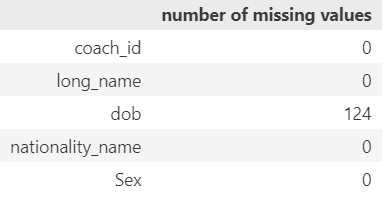 number of missing values
coach_id 0
long_name 0
dob 124
nationality_name 0
Sex 0